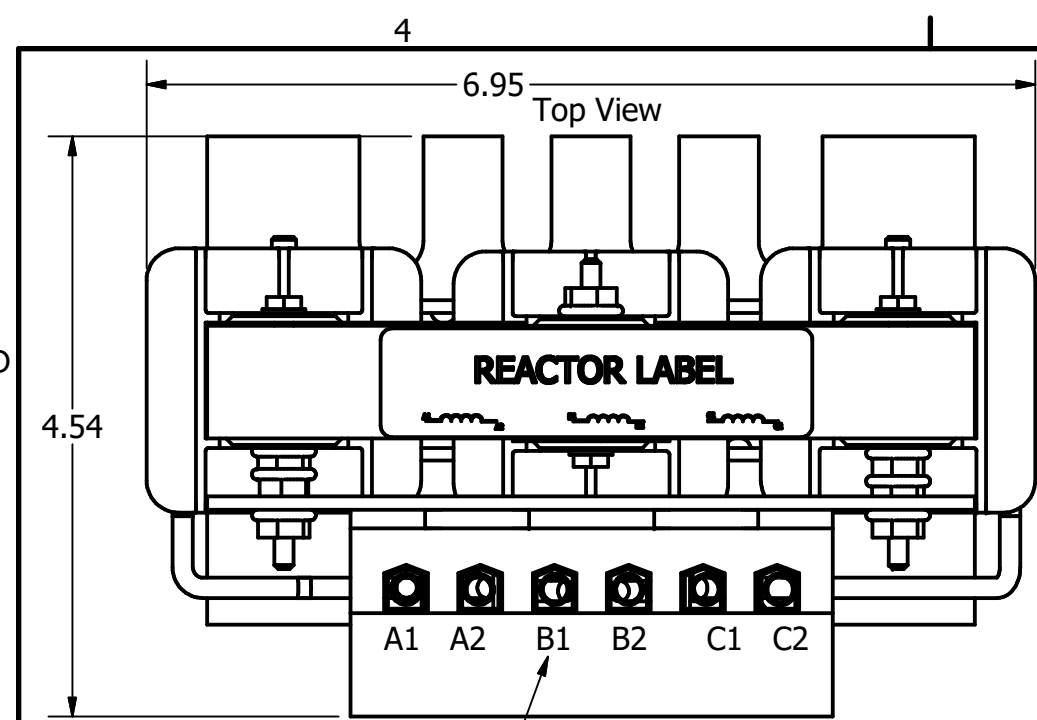 4
6.95
Top View
D
REACTOR LABEL
4.54
A1 A2 B1 B2 C1 C2